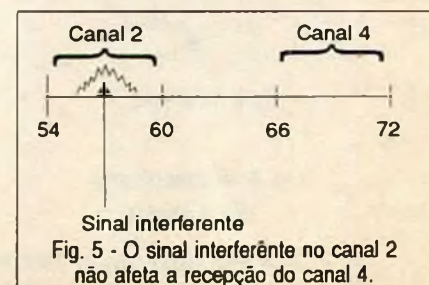 Canal 2 Canal 4
54 60 66 72
Sinal interferente
Fig. 5 - O sinal interferente no canal 2
não afeta a recepção do canal 4.